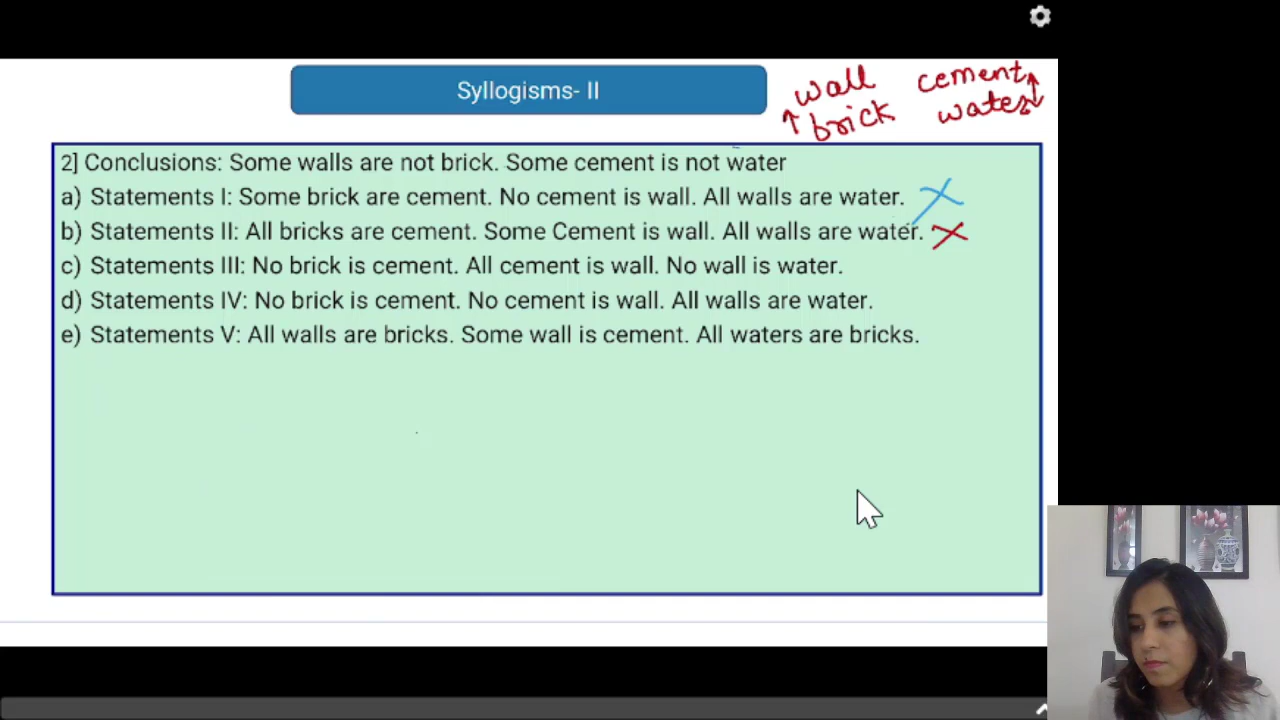 Syllogisms- II
wall
brick
cement
water
2] Conclusions: Some walls are not brick. Some cement is not water
a) Statements I: Some brick are cement. No cement is wall. All walls are water.
b) Statements II: All bricks are cement. Some Cement is wall. All walls are water.
c) Statements III: No brick is cement. All cement is wall. No wall is water.
d) Statements IV: No brick is cement. No cement is wall. All walls are water.
e) Statements V: All walls are bricks. Some wall is cement. All waters are bricks.